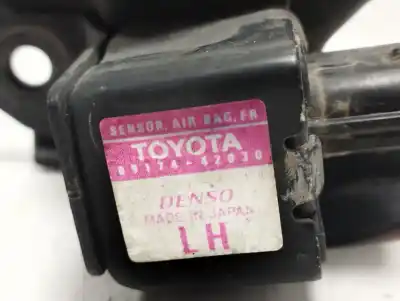 SENSOR, AIR BAG, FR
TOYOTA
89174-42030
DENSO
MADE IN JAPAN
LH